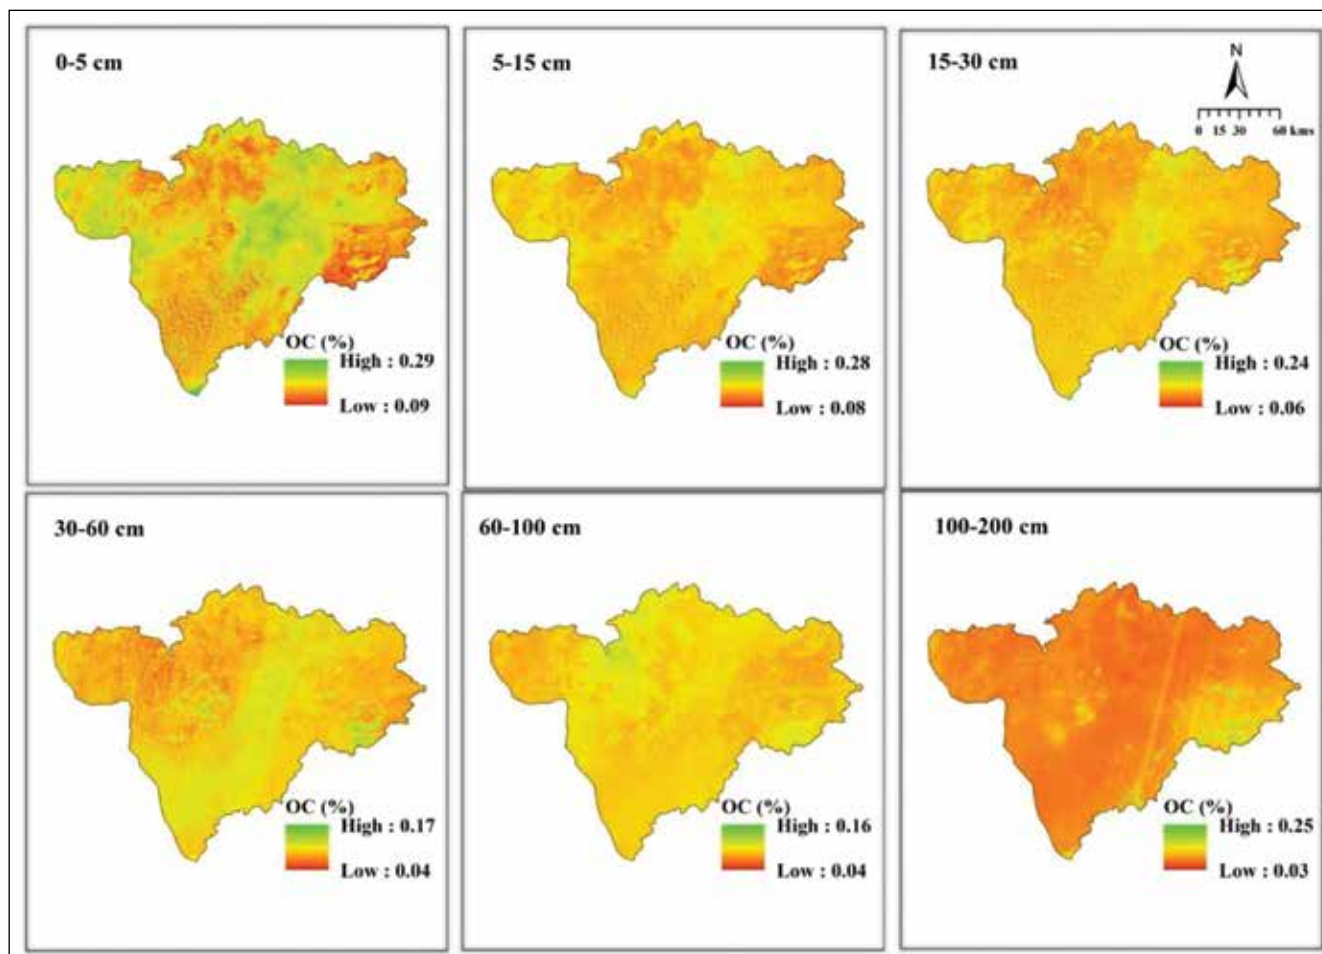 0-5 cm
OC (%)
High : 0.29
Low : 0.09
5-15 cm
OC (%)
High : 0.28
Low : 0.08
15-30 cm
N
0 15 30 60 kms
OC (%)
High : 0.24
Low : 0.06
30-60 cm
OC (%)
High : 0.17
Low : 0.04
60-100 cm
OC (%)
High : 0.16
Low : 0.04
100-200 cm
OC (%)
High : 0.25
Low : 0.03